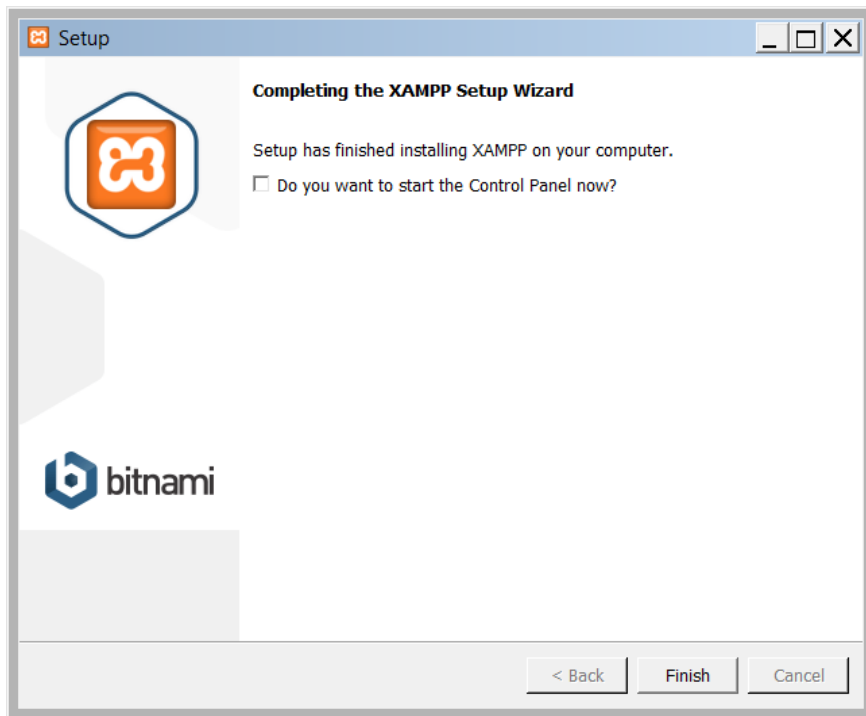 Setup
Completing the XAMPP Setup Wizard
Setup has finished installing XAMPP on your computer.
Do you want to start the Control Panel now?
bitnami
< Back Finish Cancel